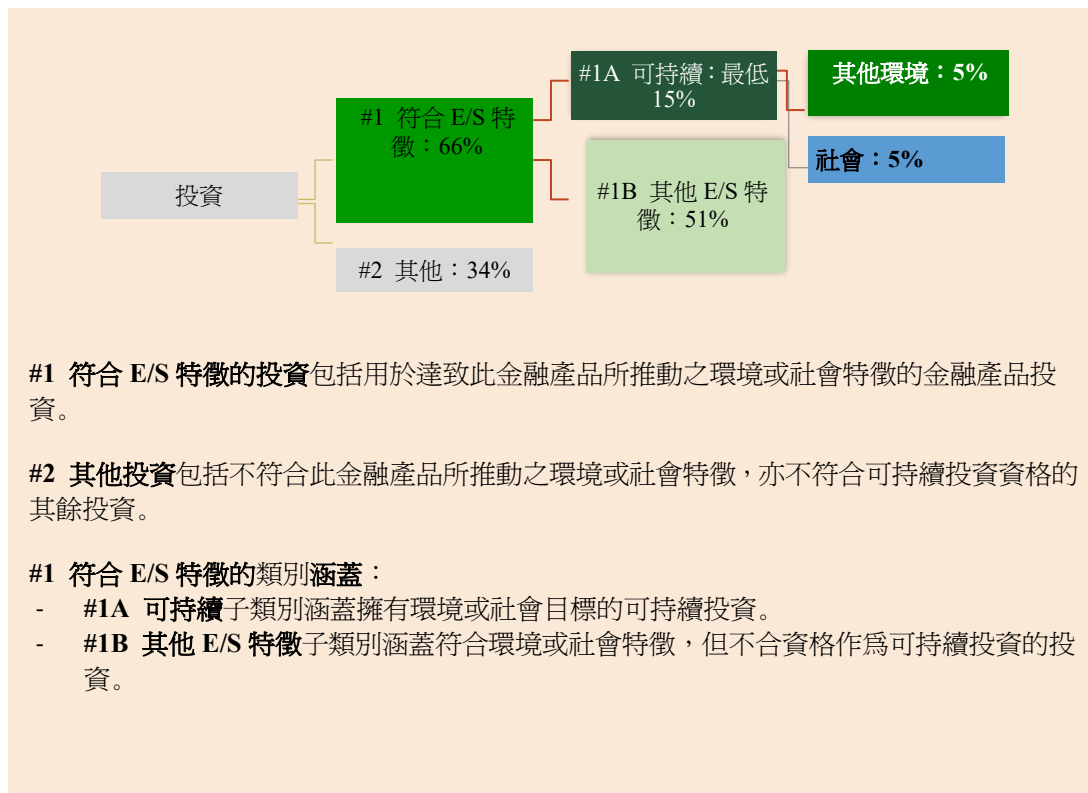 #1A 可持續：最低
15%
其他環境：5%
#1 符合 E/S 特
徵：66%
社會：5%
投資
#1B 其他 E/S 特
徵：51%
#2 其他：34%
#1 符合 E/S 特徵的投資包括用於達致此金融產品所推動之環境或社會特徵的金融產品投
資。
#2 其他投資包括不符合此金融產品所推動之環境或社會特徵，亦不符合可持續投資資格的
其餘投資。
#1 符合 E/S 特徵的類別涵蓋：
- #1A 可持續子類別涵蓋擁有環境或社會目標的可持續投資。
- #1B 其他 E/S 特徵子類別涵蓋符合環境或社會特徵，但不合資格作爲可持續投資的投
資。